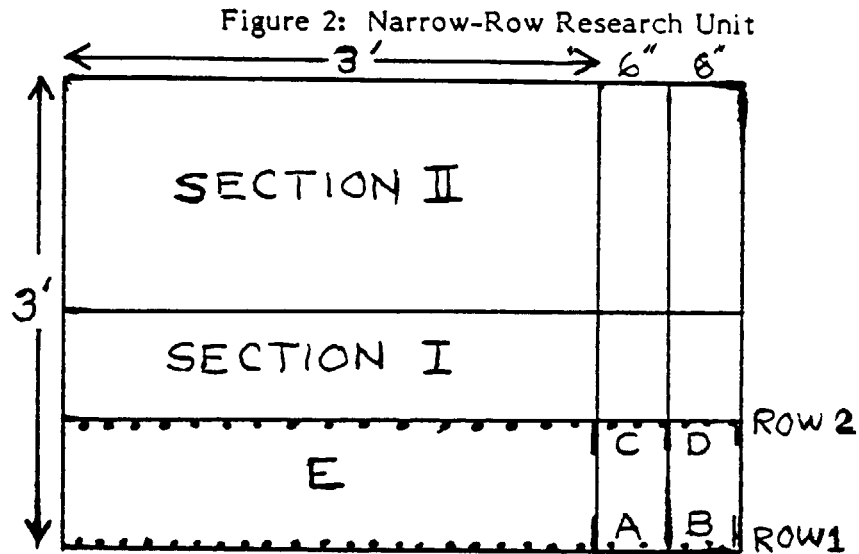 Figure 2: Narrow-Row Research Unit
3' 6" 8"
SECTION II
3'
SECTION I
ROW 2
C D
E
A B ROW 1